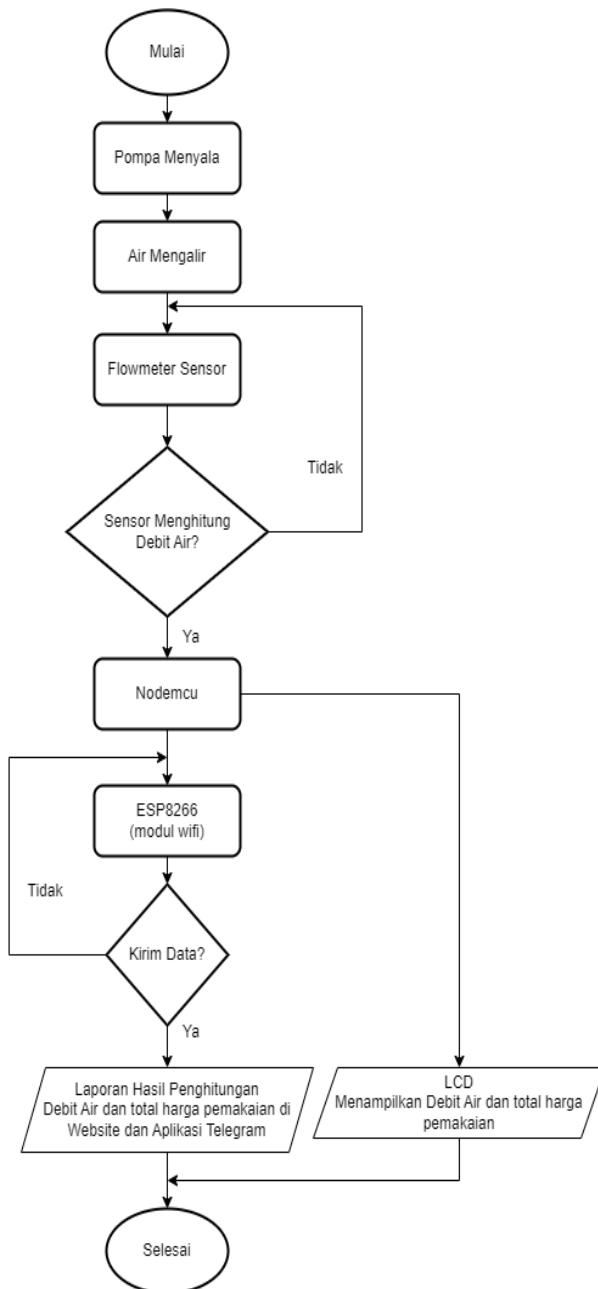 Mulai
Pompa Menyala
Air Mengalir
Flowmeter Sensor
Tidak
Sensor Menghitung
Debit Air?
Ya
Nodemcu
ESP8266
(modul wifi)
Tidak
Kirim Data?
Ya
Laporan Hasil Penghitungan
Debit Air dan total harga pemakaian di
Website dan Aplikasi Telegram
LCD
Menampilkan Debit Air dan total harga
pemakaian
Selesai